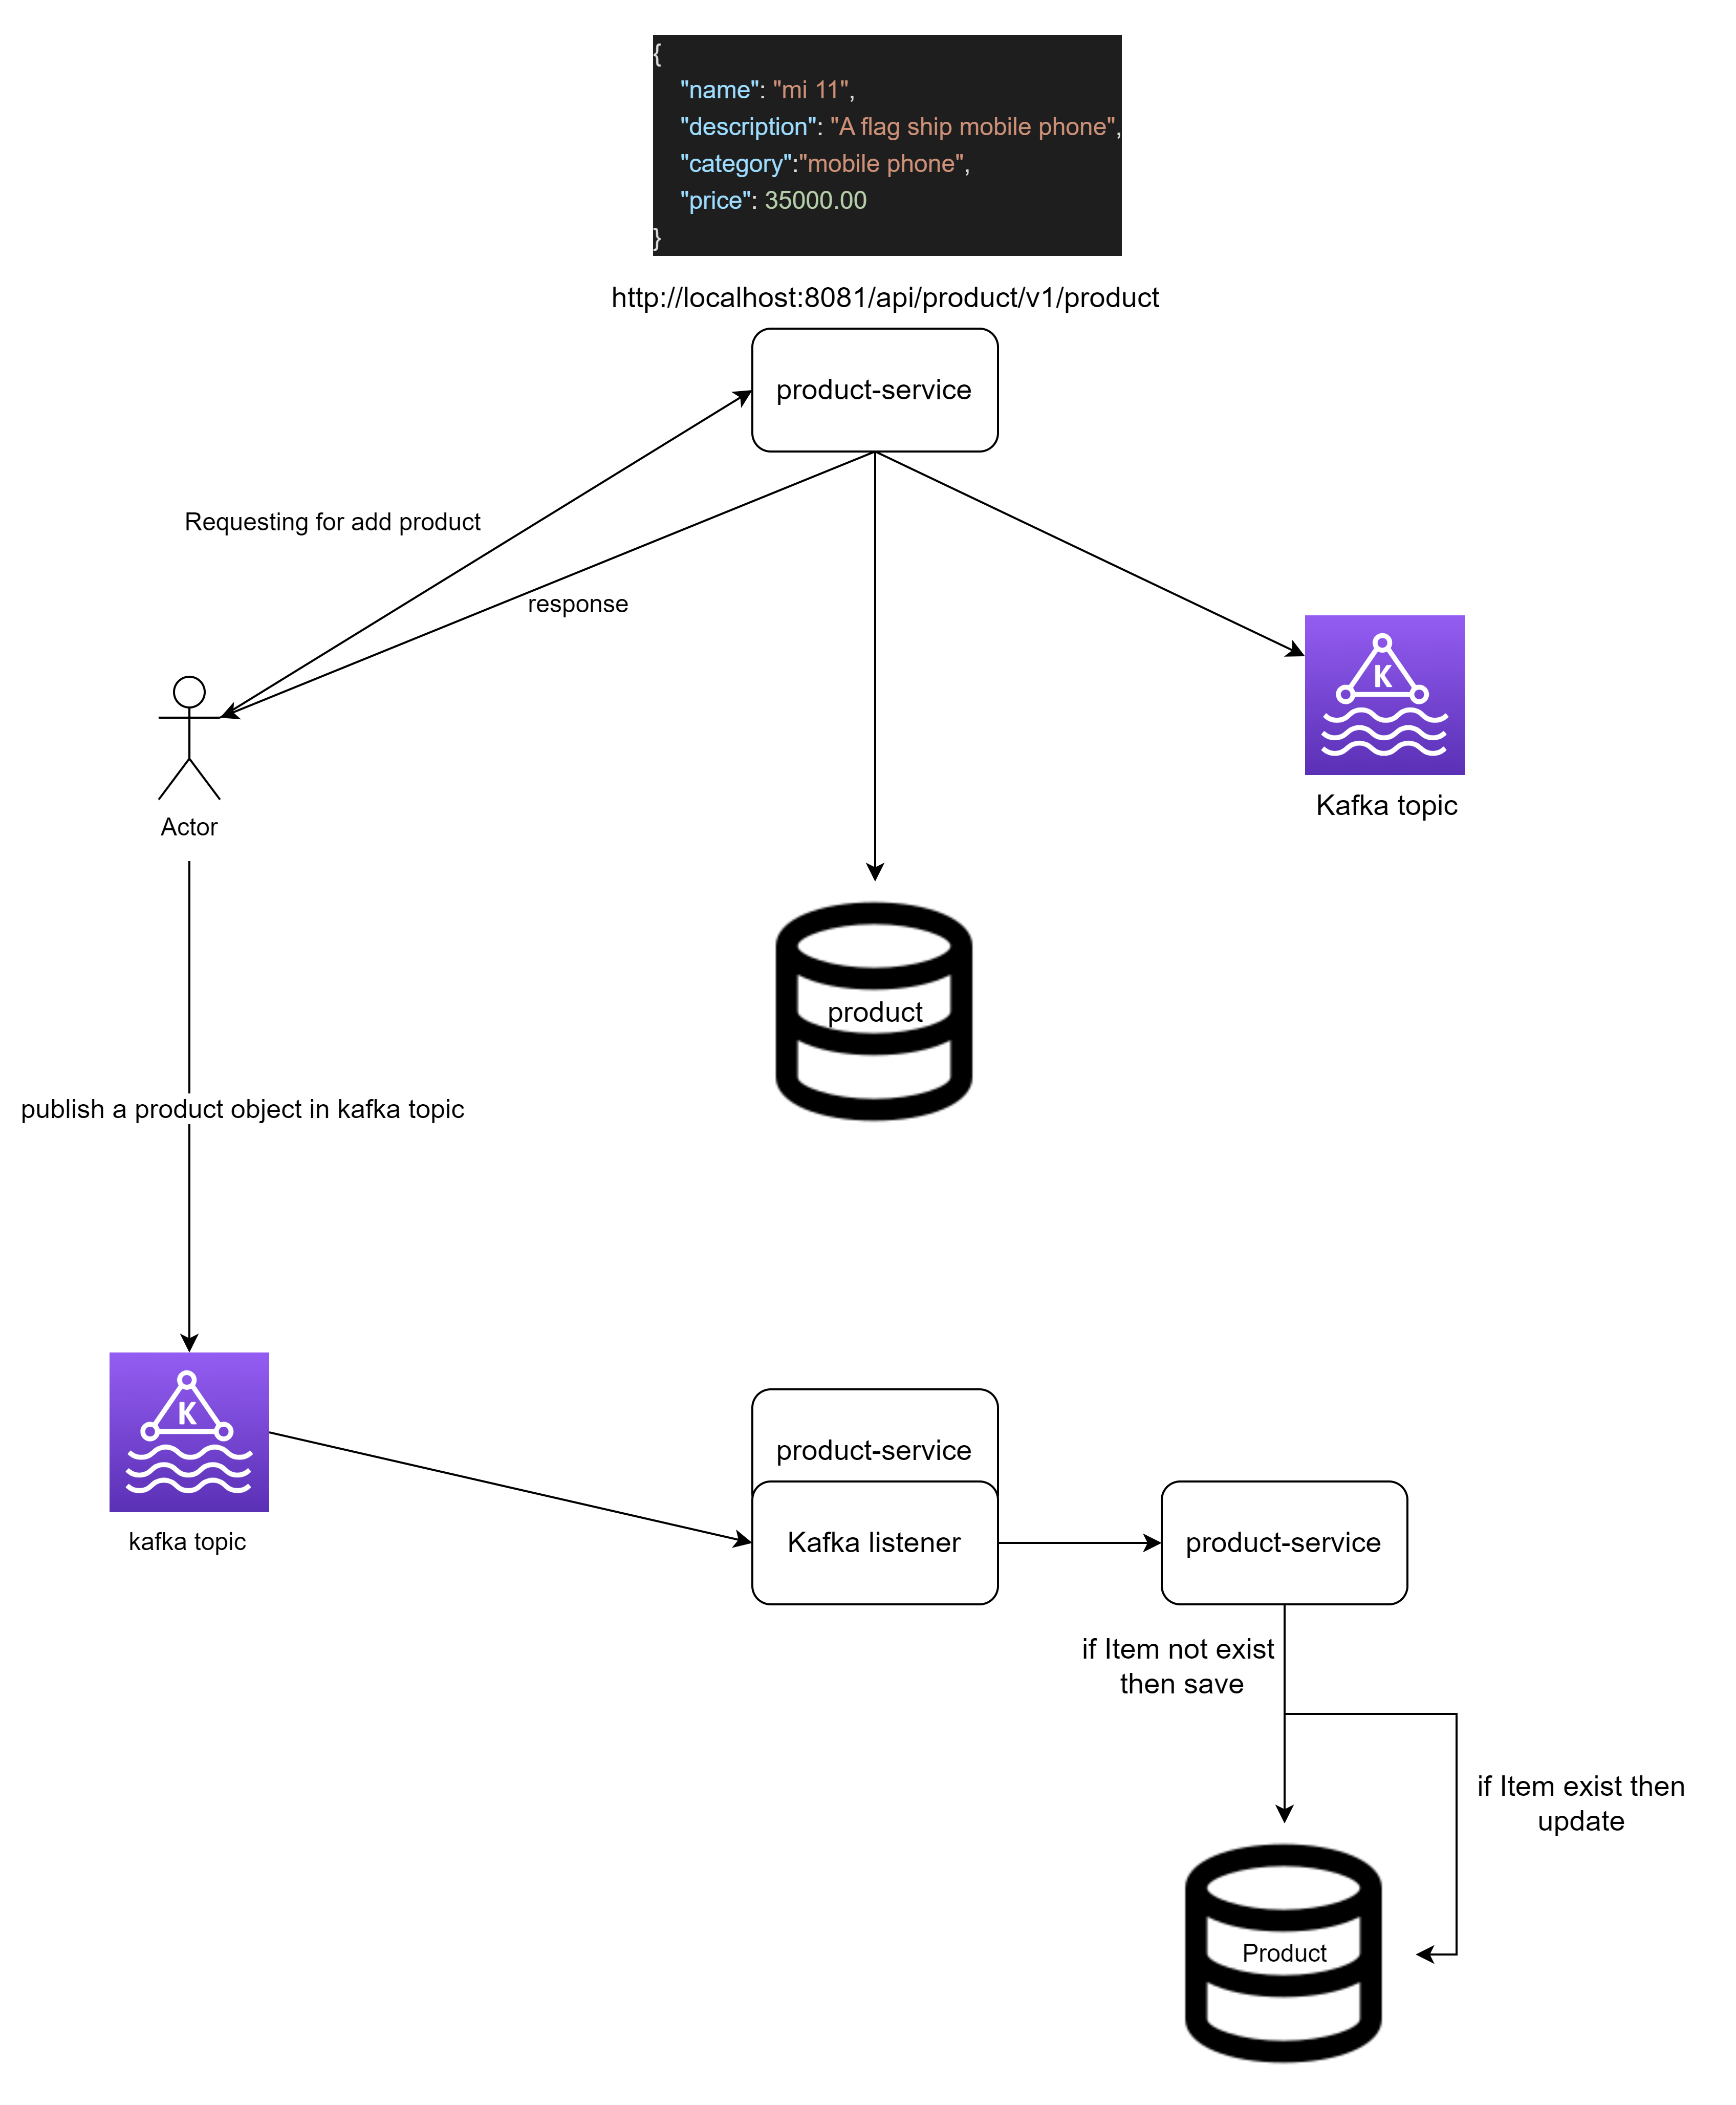 {
"name": "mi 11",
"description": "A flag ship mobile phone",
"category":"mobile phone",
"price": 35000.00
}
http://localhost:8081/api/product/v1/product
product-service
Requesting for add product
response
K
Kafka topic
Actor
product
publish a product object in kafka topic
K
kafka topic
product-service
Kafka listener
product-service
if Item not exist
then save
if Item exist then
update
Product